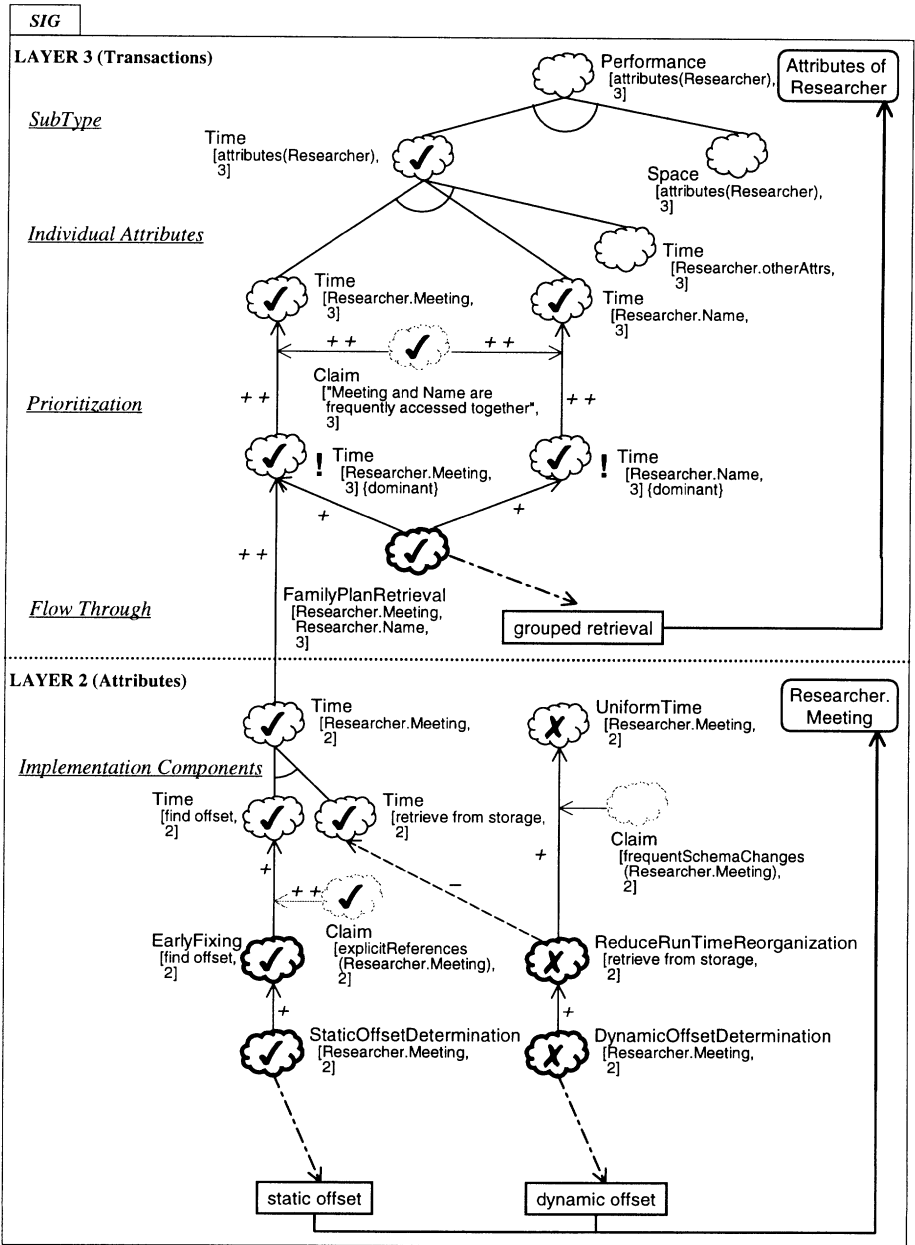 SIG
LAYER 3 (Transactions)
Performance
[attributes(Researcher),
3]
Attributes of
Researcher
SubType
Time
[attributes(Researcher),
3]
Space
[attributes(Researcher),
3]
Individual Attributes
Time
[Researcher.otherAttrs,
3]
Time
[Researcher.Meeting,
3]
Time
[Researcher.Name,
3]
+ +
+ +
Claim
["Meeting and Name are
frequently accessed together",
3]
Prioritization
+ +
+ +
! Time
[Researcher.Meeting,
3] {dominant}
! Time
[Researcher.Name,
3] {dominant}
+
+
+ +
FamilyPlanRetrieval
[Researcher.Meeting,
Researcher.Name,
3]
Flow Through
grouped retrieval
LAYER 2 (Attributes)
Time
[Researcher.Meeting,
2]
UniformTime
[Researcher.Meeting,
2]
Researcher.
Meeting
Implementation Components
Time
[find offset,
2]
Time
[retrieve from storage,
2]
Claim
[frequentSchemaChanges
(Researcher.Meeting),
2]
+
+
–
+ +
Claim
[explicitReferences
(Researcher.Meeting),
2]
EarlyFixing
[find offset,
2]
ReduceRunTimeReorganization
[retrieve from storage,
2]
+
+
StaticOffsetDetermination
[Researcher.Meeting,
2]
DynamicOffsetDetermination
[Researcher.Meeting,
2]
static offset
dynamic offset